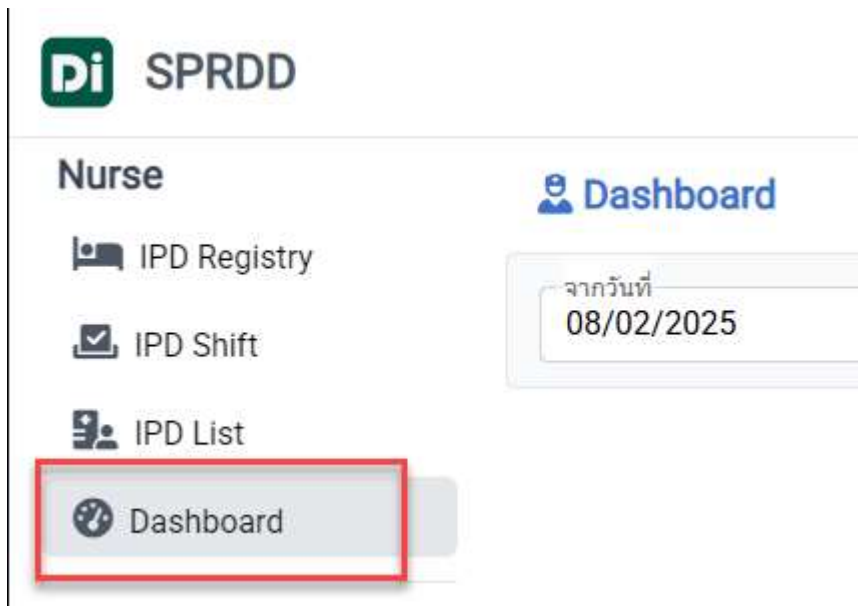 Di SPRDD
Nurse
IPD Registry
IPD Shift
IPD List
Dashboard
Dashboard
จากวันที่
08/02/2025